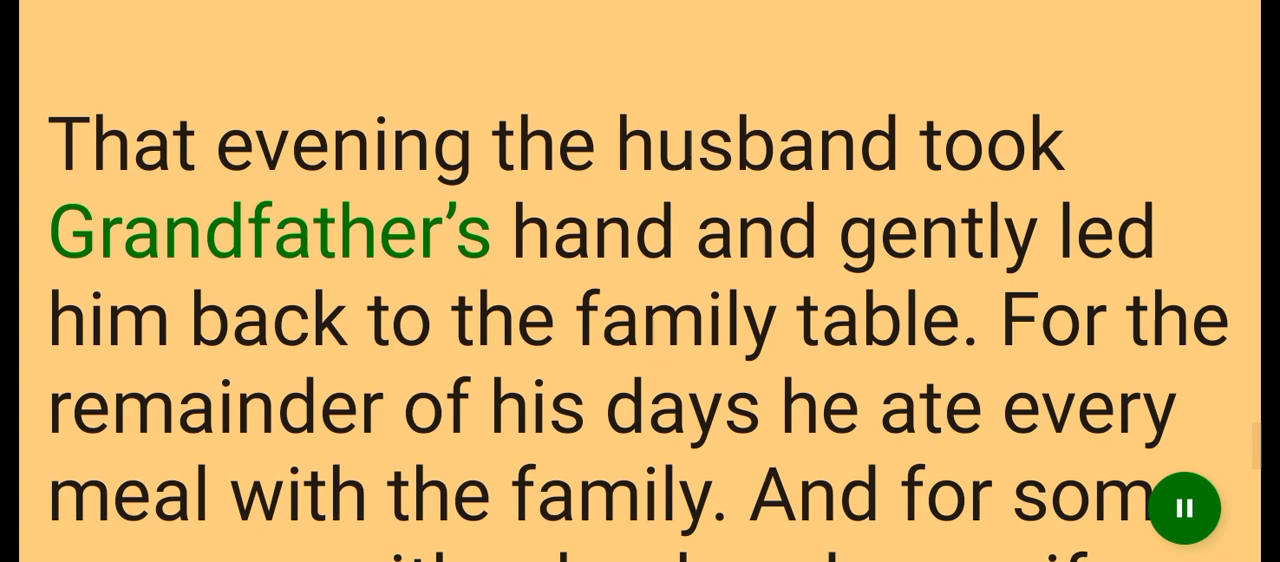 That evening the husband took
Grandfather’s hand and gently led
him back to the family table. For the
remainder of his days he ate every
meal with the family. And for som